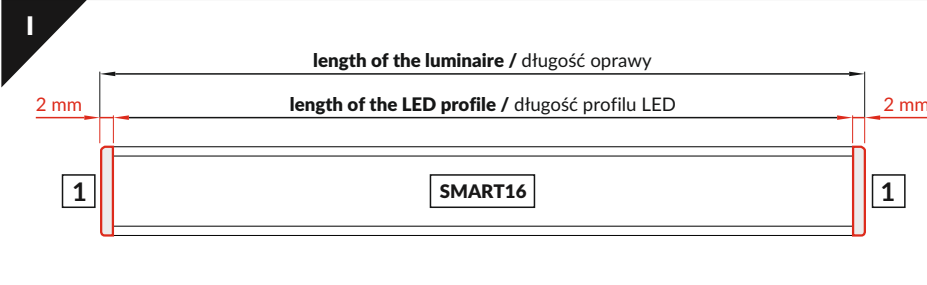 I
length of the luminaire / długość oprawy
2 mm length of the LED profile / długość profilu LED 2 mm
1 SMART16 1